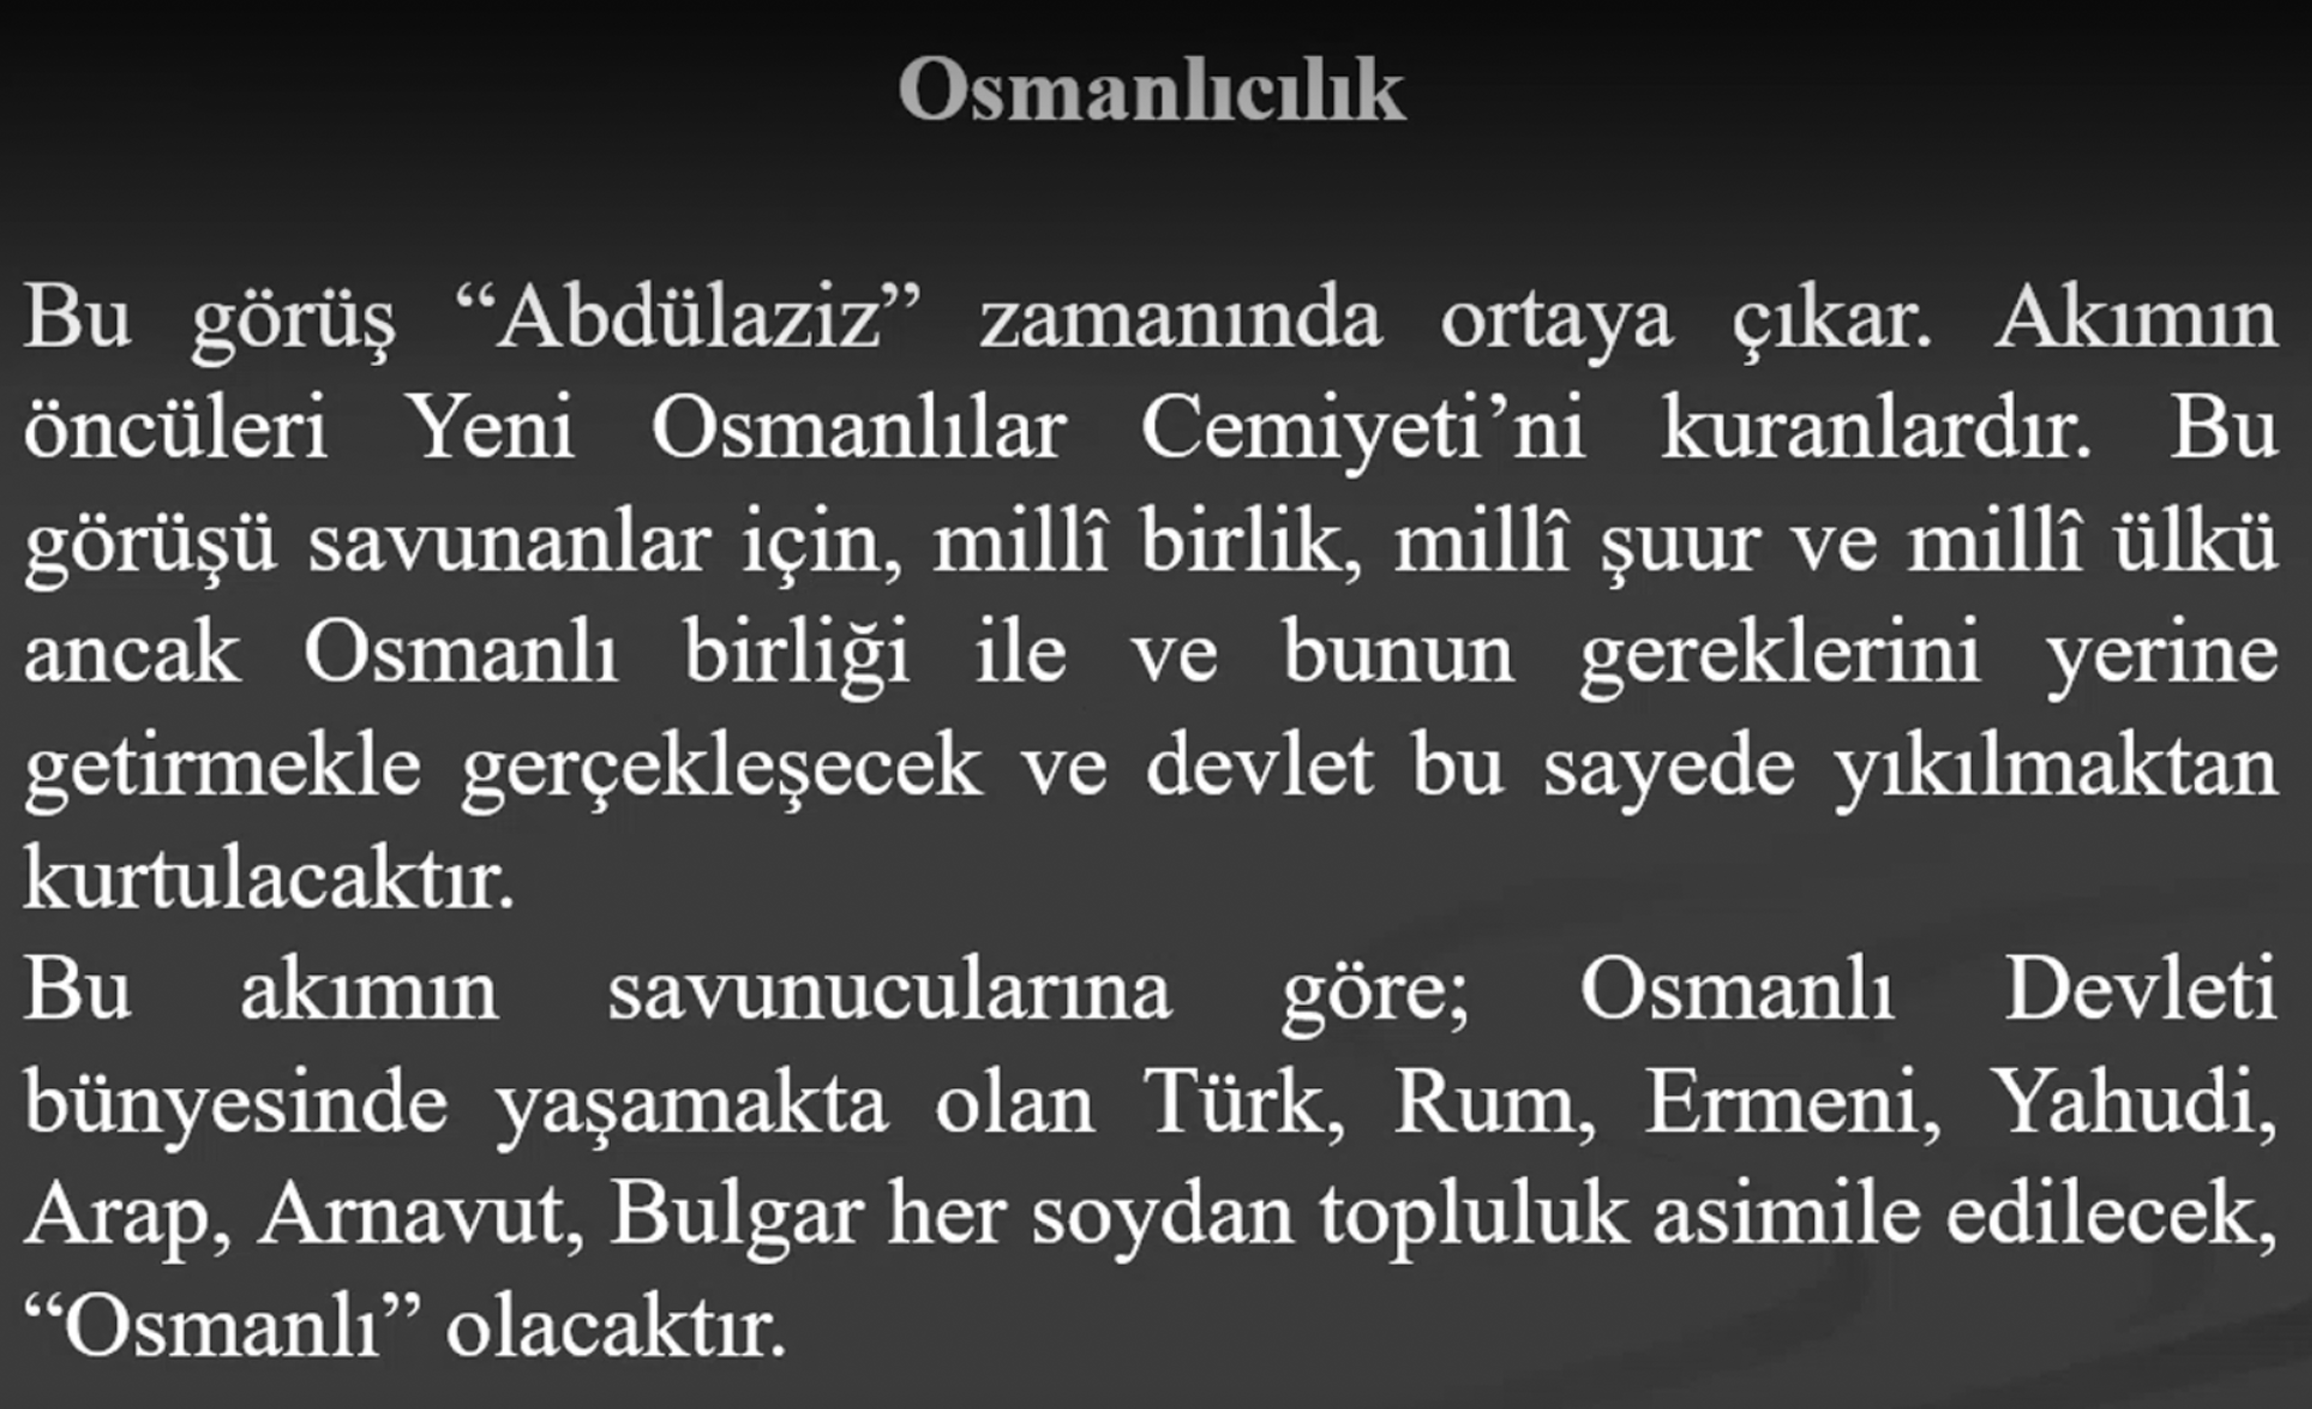 Osmanlıcılık
Bu görüş “Abdülaziz” zamanında ortaya çıkar. Akımın
öncüleri Yeni Osmanlılar Cemiyeti’ni kuranlardır. Bu
görüşü savunanlar için, millî birlik, millî şuur ve millî ülkü
ancak Osmanlı birliği ile ve bunun gereklerini yerine
getirmekle gerçekleşecek ve devlet bu sayede yıkılmaktan
kurtulacaktır.
Bu akımın savunucularına göre; Osmanlı Devleti
bünyesinde yaşamakta olan Türk, Rum, Ermeni, Yahudi,
Arap, Arnavut, Bulgar her soydan topluluk asimile edilecek,
“Osmanlı” olacaktır.